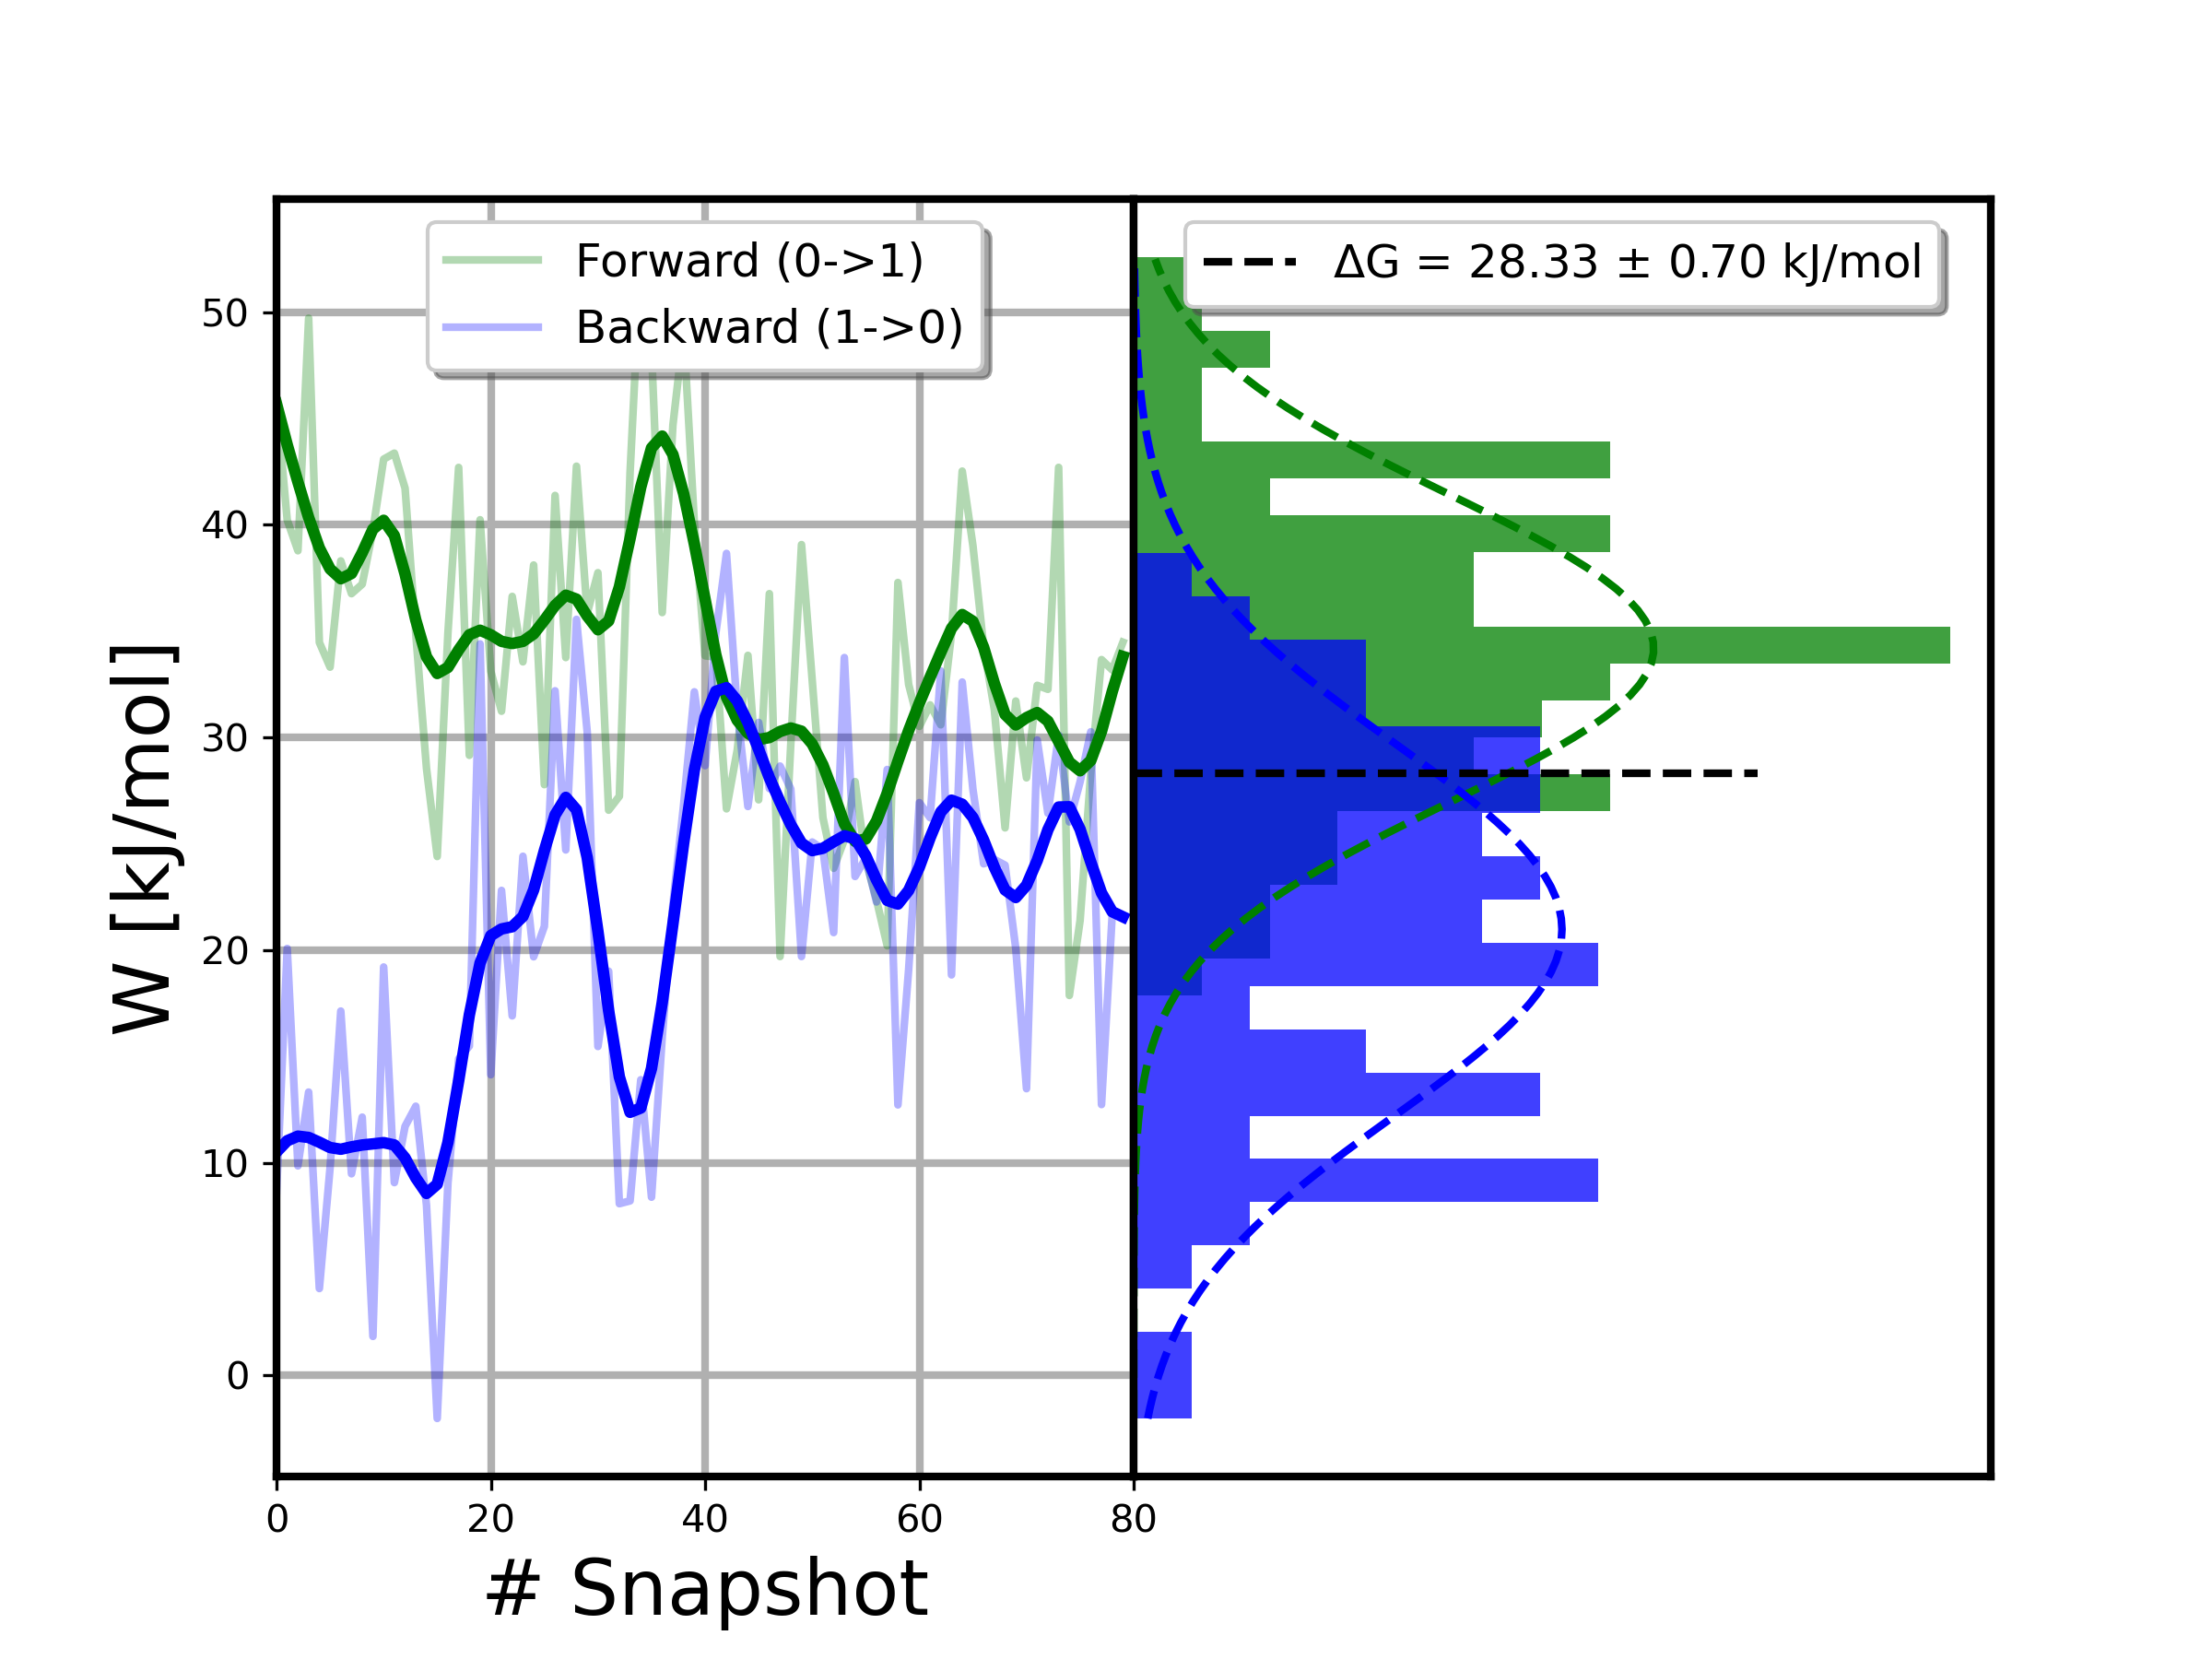 Forward (0->1)
Backward (1->0)
ΔG = 28.33 ± 0.70 kJ/mol
W [kJ/mol]
50
40
30
20
10
0
0 20 40 60 80
# Snapshot